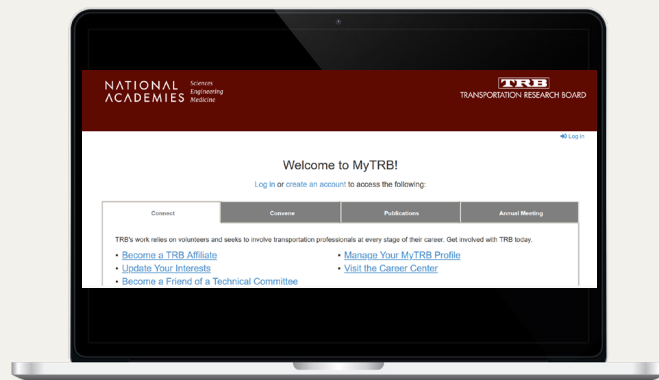 NATIONAL ACADEMIES
Sciences
Engineering
Medicine
TRB
TRANSPORTATION RESEARCH BOARD
Log in
Welcome to MyTRB!
Log in or create an account to access the following:
Connect
Convene
Publications
Annual Meeting
TRB's work relies on volunteers and seeks to involve transportation professionals at every stage of their career. Get involved with TRB today.
• Become a TRB Affiliate
• Manage Your MyTRB Profile
• Update Your Interests
• Visit the Career Center
• Become a Friend of a Technical Committee